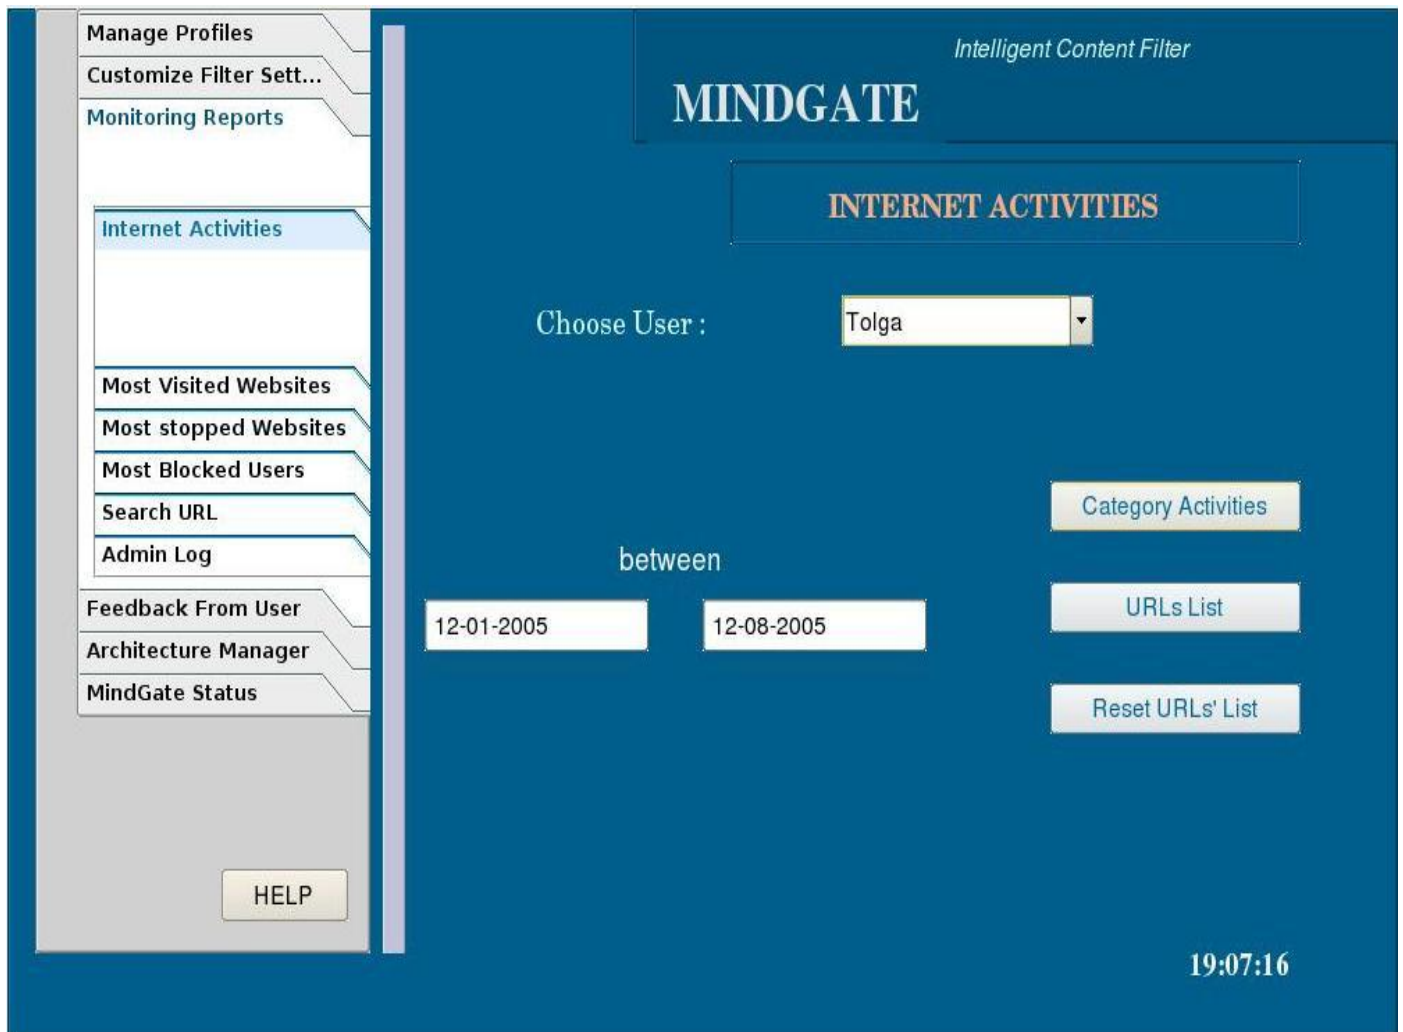 Manage Profiles
Customize Filter Sett...
Monitoring Reports
Internet Activities
Most Visited Websites
Most stopped Websites
Most Blocked Users
Search URL
Admin Log
Feedback From User
Architecture Manager
MindGate Status
HELP
Intelligent Content Filter
MINDGATE
INTERNET ACTIVITIES
Choose User :
Tolga
between
12-01-2005
12-08-2005
Category Activities
URLs List
Reset URLs' List
19:07:16